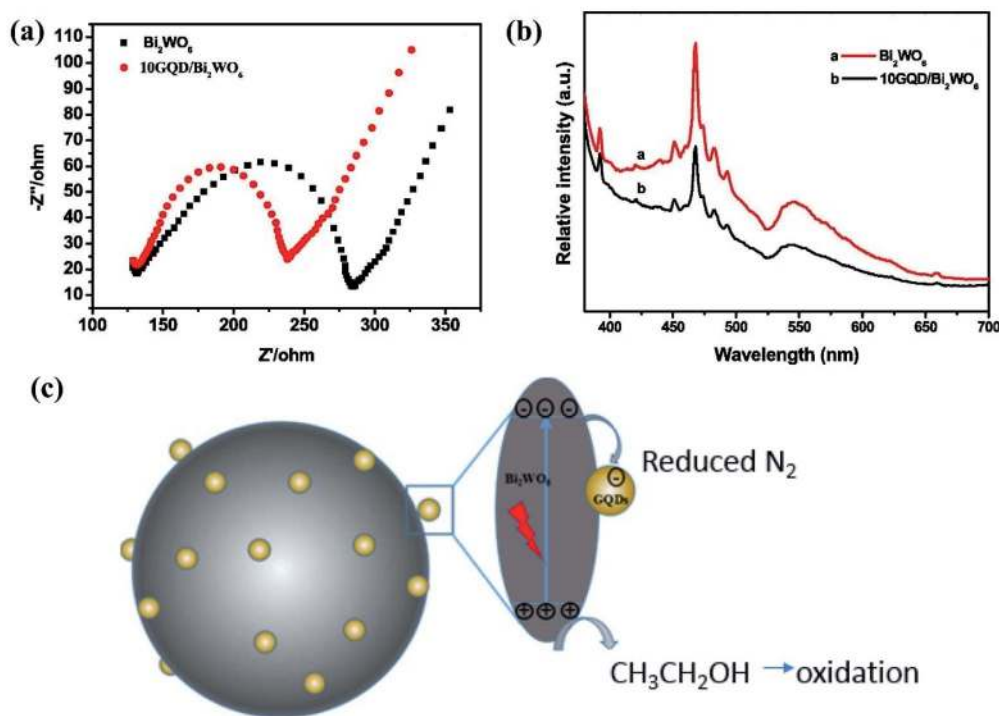 (a)
110
100
90
80
70
60
50
40
30
20
10
-Z''/ohm
Bi₂WO₆
10GQD/Bi₂WO₆
100 150 200 250 300 350
Z'/ohm
(b)
Relative intensity (a.u.)
a Bi₂WO₆
b 10GQD/Bi₂WO₆
a
b
400 450 500 550 600 650 700
Wavelength (nm)
(c)
- - -
Bi₂WO₆
-
GQDs
Reduced N₂
+ + +
CH₃CH₂OH → oxidation